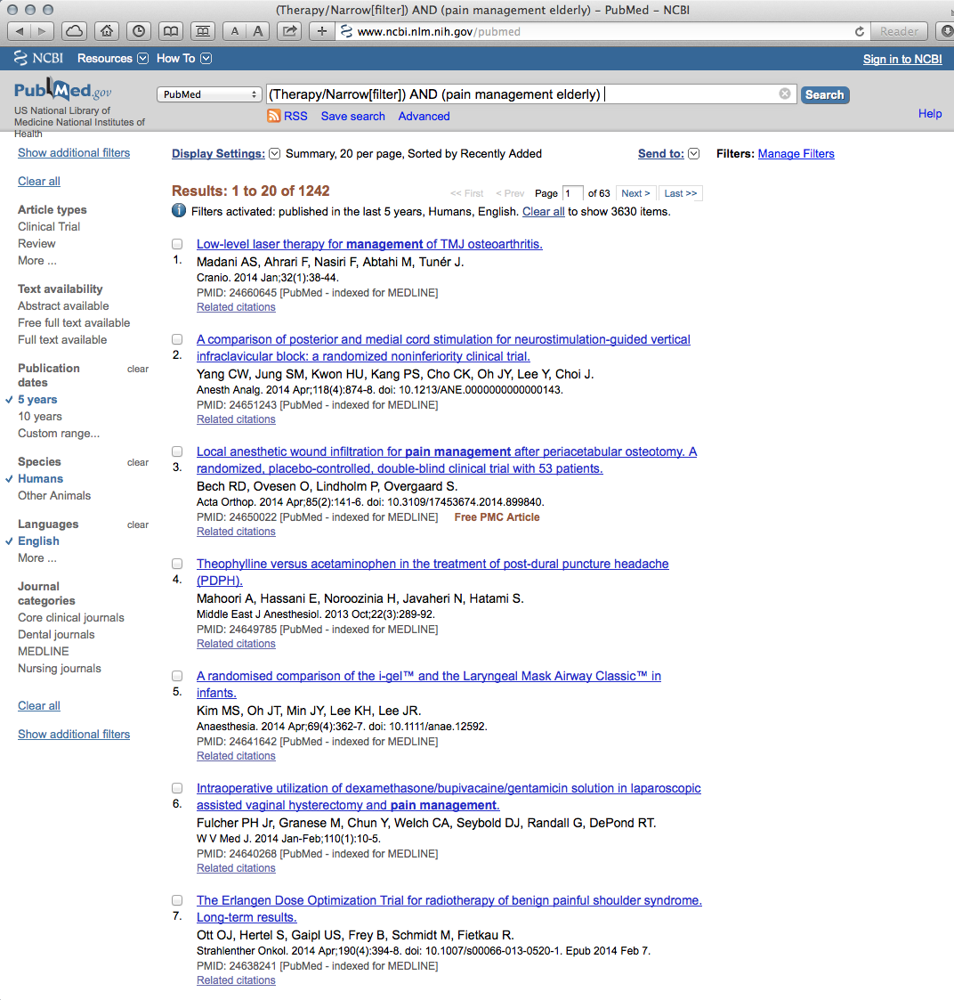 (Therapy/Narrow[filter]) AND (pain management elderly) – PubMed – NCBI
A A + www.ncbi.nlm.nih.gov/pubmed Reader
NCBI Resources How To Sign in to NCBI
PubMed.gov
US National Library of
Medicine National Institutes of
Health
PubMed (Therapy/Narrow[filter]) AND (pain management elderly) Search
RSS Save search Advanced
Help
Show additional filters
Clear all
Article types
Clinical Trial
Review
More ...
Text availability
Abstract available
Free full text available
Full text available
Publication clear
dates
5 years
10 years
Custom range...
Species clear
Humans
Other Animals
Languages clear
English
More ...
Journal
categories
Core clinical journals
Dental journals
MEDLINE
Nursing journals
Clear all
Show additional filters
Display Settings: Summary, 20 per page, Sorted by Recently Added Send to: Filters: Manage Filters
Results: 1 to 20 of 1242 << First < Prev Page 1 of 63 Next > Last >>
i Filters activated: published in the last 5 years, Humans, English. Clear all to show 3630 items.
Low-level laser therapy for management of TMJ osteoarthritis.
1. Madani AS, Ahrari F, Nasiri F, Abtahi M, Tunér J.
Cranio. 2014 Jan;32(1):38-44.
PMID: 24660645 [PubMed - indexed for MEDLINE]
Related citations
A comparison of posterior and medial cord stimulation for neurostimulation-guided vertical
2. infraclavicular block: a randomized noninferiority clinical trial.
Yang CW, Jung SM, Kwon HU, Kang PS, Cho CK, Oh JY, Lee Y, Choi J.
Anesth Analg. 2014 Apr;118(4):874-8. doi: 10.1213/ANE.0000000000000143.
PMID: 24651243 [PubMed - indexed for MEDLINE]
Related citations
Local anesthetic wound infiltration for pain management after periacetabular osteotomy. A
3. randomized, placebo-controlled, double-blind clinical trial with 53 patients.
Bech RD, Ovesen O, Lindholm P, Overgaard S.
Acta Orthop. 2014 Apr;85(2):141-6. doi: 10.3109/17453674.2014.899840.
PMID: 24650022 [PubMed - indexed for MEDLINE] Free PMC Article
Related citations
Theophylline versus acetaminophen in the treatment of post-dural puncture headache
4. (PDPH).
Mahoori A, Hassani E, Noroozinia H, Javaheri N, Hatami S.
Middle East J Anesthesiol. 2013 Oct;22(3):289-92.
PMID: 24649785 [PubMed - indexed for MEDLINE]
Related citations
A randomised comparison of the i-gel™ and the Laryngeal Mask Airway Classic™ in
5. infants.
Kim MS, Oh JT, Min JY, Lee KH, Lee JR.
Anaesthesia. 2014 Apr;69(4):362-7. doi: 10.1111/anae.12592.
PMID: 24641642 [PubMed - indexed for MEDLINE]
Related citations
Intraoperative utilization of dexamethasone/bupivacaine/gentamicin solution in laparoscopic
6. assisted vaginal hysterectomy and pain management.
Fulcher PH Jr, Granese M, Chun Y, Welch CA, Seybold DJ, Randall G, DePond RT.
W V Med J. 2014 Jan-Feb;110(1):10-5.
PMID: 24640268 [PubMed - indexed for MEDLINE]
Related citations
The Erlangen Dose Optimization Trial for radiotherapy of benign painful shoulder syndrome.
7. Long-term results.
Ott OJ, Hertel S, Gaipl US, Frey B, Schmidt M, Fietkau R.
Strahlenther Onkol. 2014 Apr;190(4):394-8. doi: 10.1007/s00066-013-0520-1. Epub 2014 Feb 7.
PMID: 24638241 [PubMed - indexed for MEDLINE]
Related citations